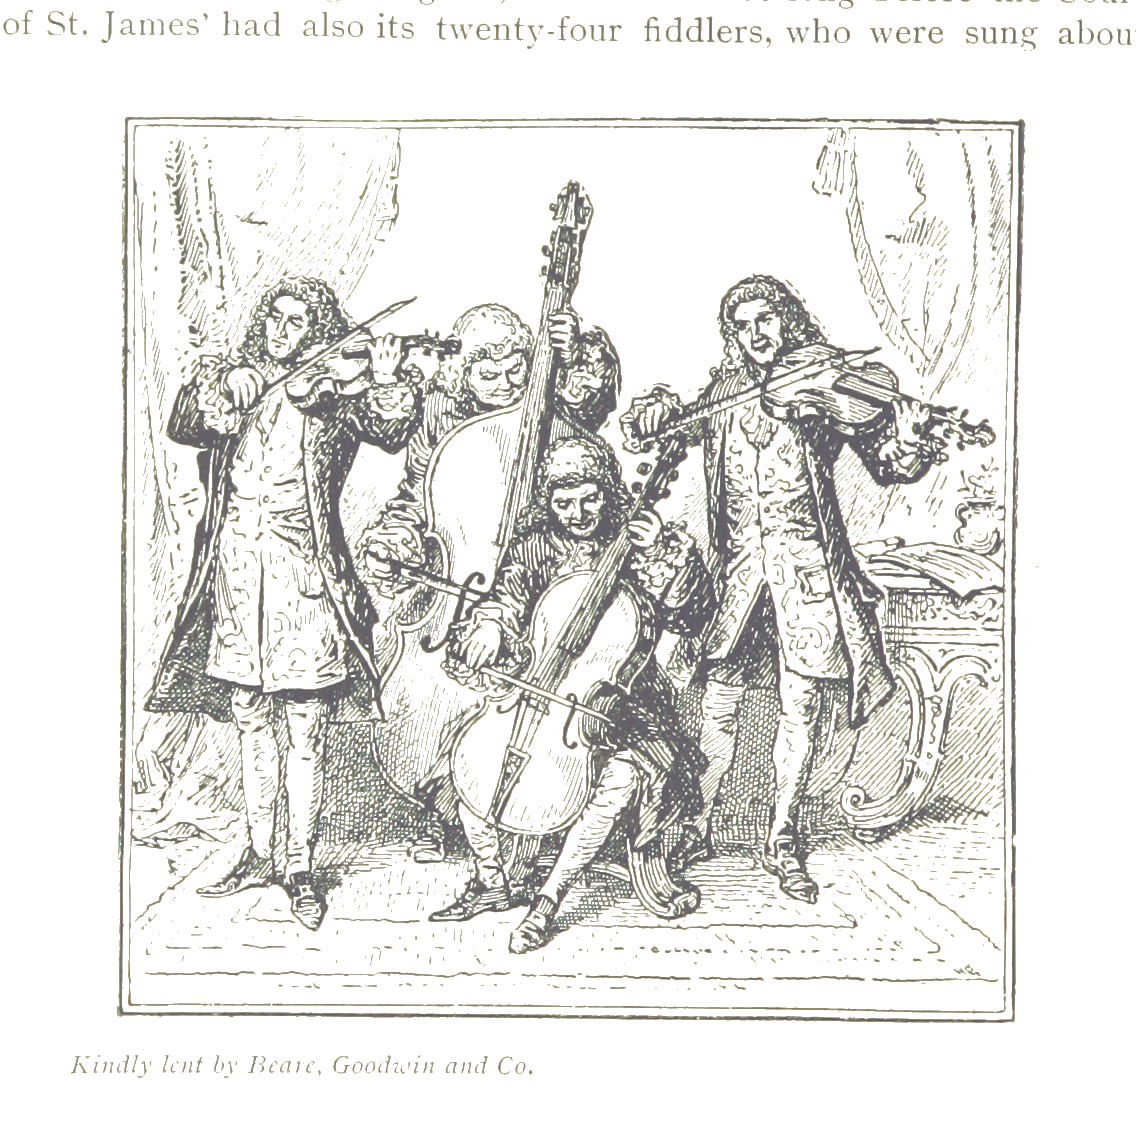 of St. James' had also its twenty-four fiddlers, who were sung
Kindly lent by Beare, Goodwin and Co.